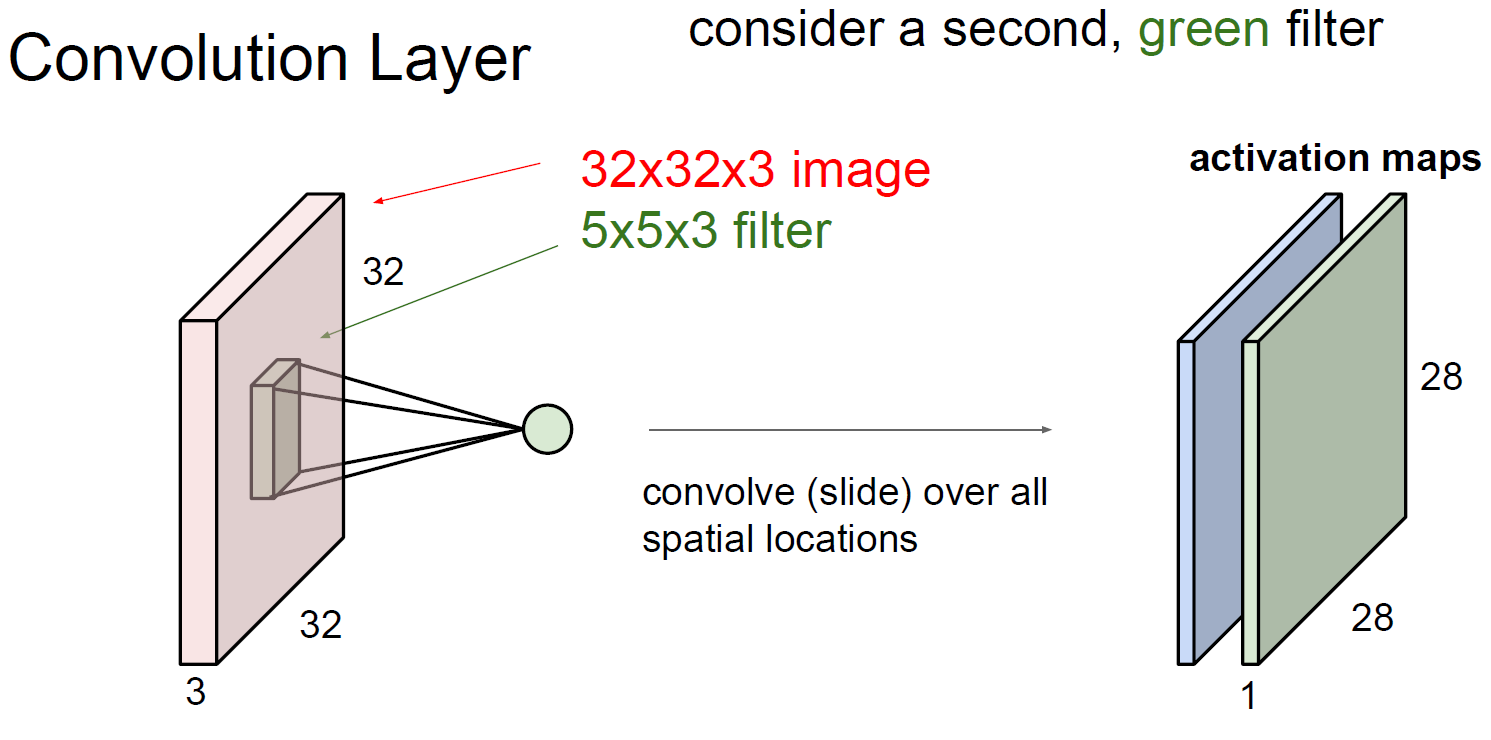 Convolution Layer
consider a second, green filter
32x32x3 image
5x5x3 filter
32
32
3
convolve (slide) over all
spatial locations
activation maps
28
28
1